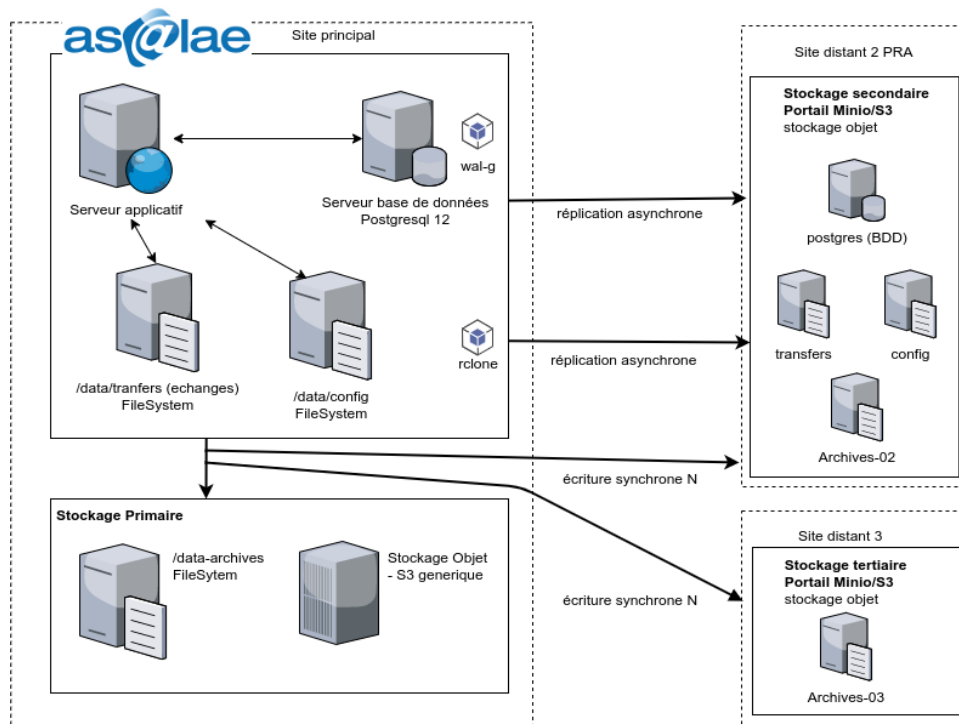 as@lae
Site principal
Serveur applicatif
wal-g
Serveur base de données
Postgresql 12
/data/tranfers (echanges)
FileSystem
/data/config
FileSystem
rclone
réplication asynchrone
réplication asynchrone
écriture synchrone N
écriture synchrone N
Stockage Primaire
/data-archives
FileSytem
Stockage Objet
- S3 generique
Site distant 2 PRA
Stockage secondaire
Portail Minio/S3
stockage objet
postgres (BDD)
transfers
config
Archives-02
Site distant 3
Stockage tertiaire
Portail Minio/S3
stockage objet
Archives-03